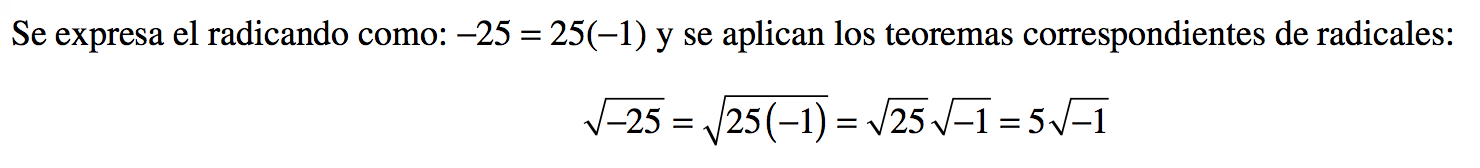 Se expresa el radicando como: –25 = 25(–1) y se aplican los teoremas correspondientes de radicales:
√–25 = √25(–1) = √25 √–1 = 5√–1